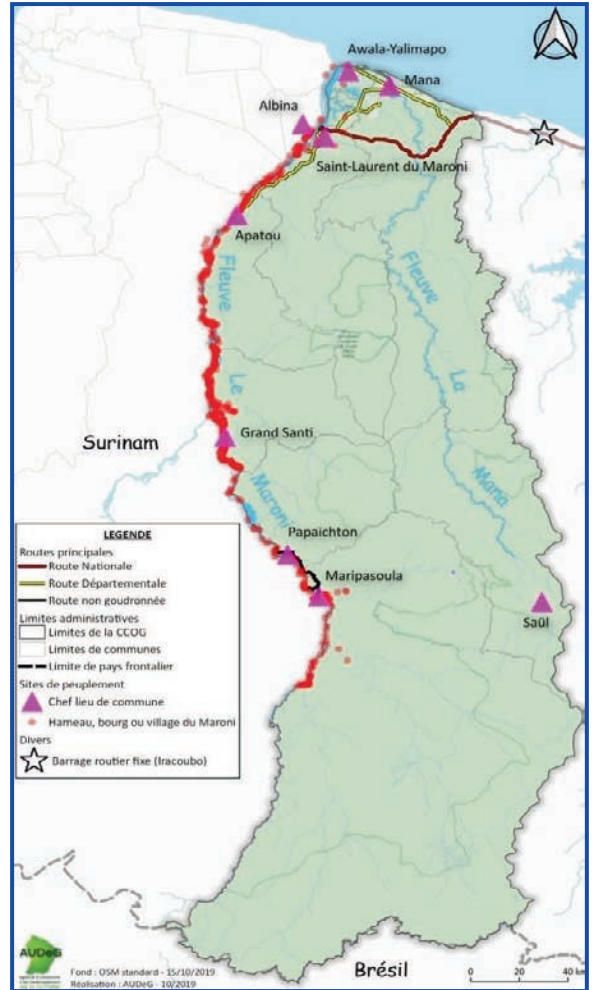 Awala-Yalimapo
Mana
Albina
Saint-Laurent du Maroni
Apatou
Fleuve
Le
Maroni
Fleuve
La
Mana
Grand Santi
Surinam
Papaichton
Maripasoula
Saül
LEGENDE
Routes principales
Route Nationale
Route Départementale
Route non goudronnée
Limites administratives
Limites de la CCOG
Limites de communes
Limite de pays frontalier
Sites de peuplement
Chef lieu de commune
Hameau, bourg ou village du Maroni
Divers
Barrage routier fixe (Iracoubo)
AUDeG
Fond : OSM standard - 15/10/2019
Réalisation : AUDeG - 10/2019
Brésil
0 20 40 km